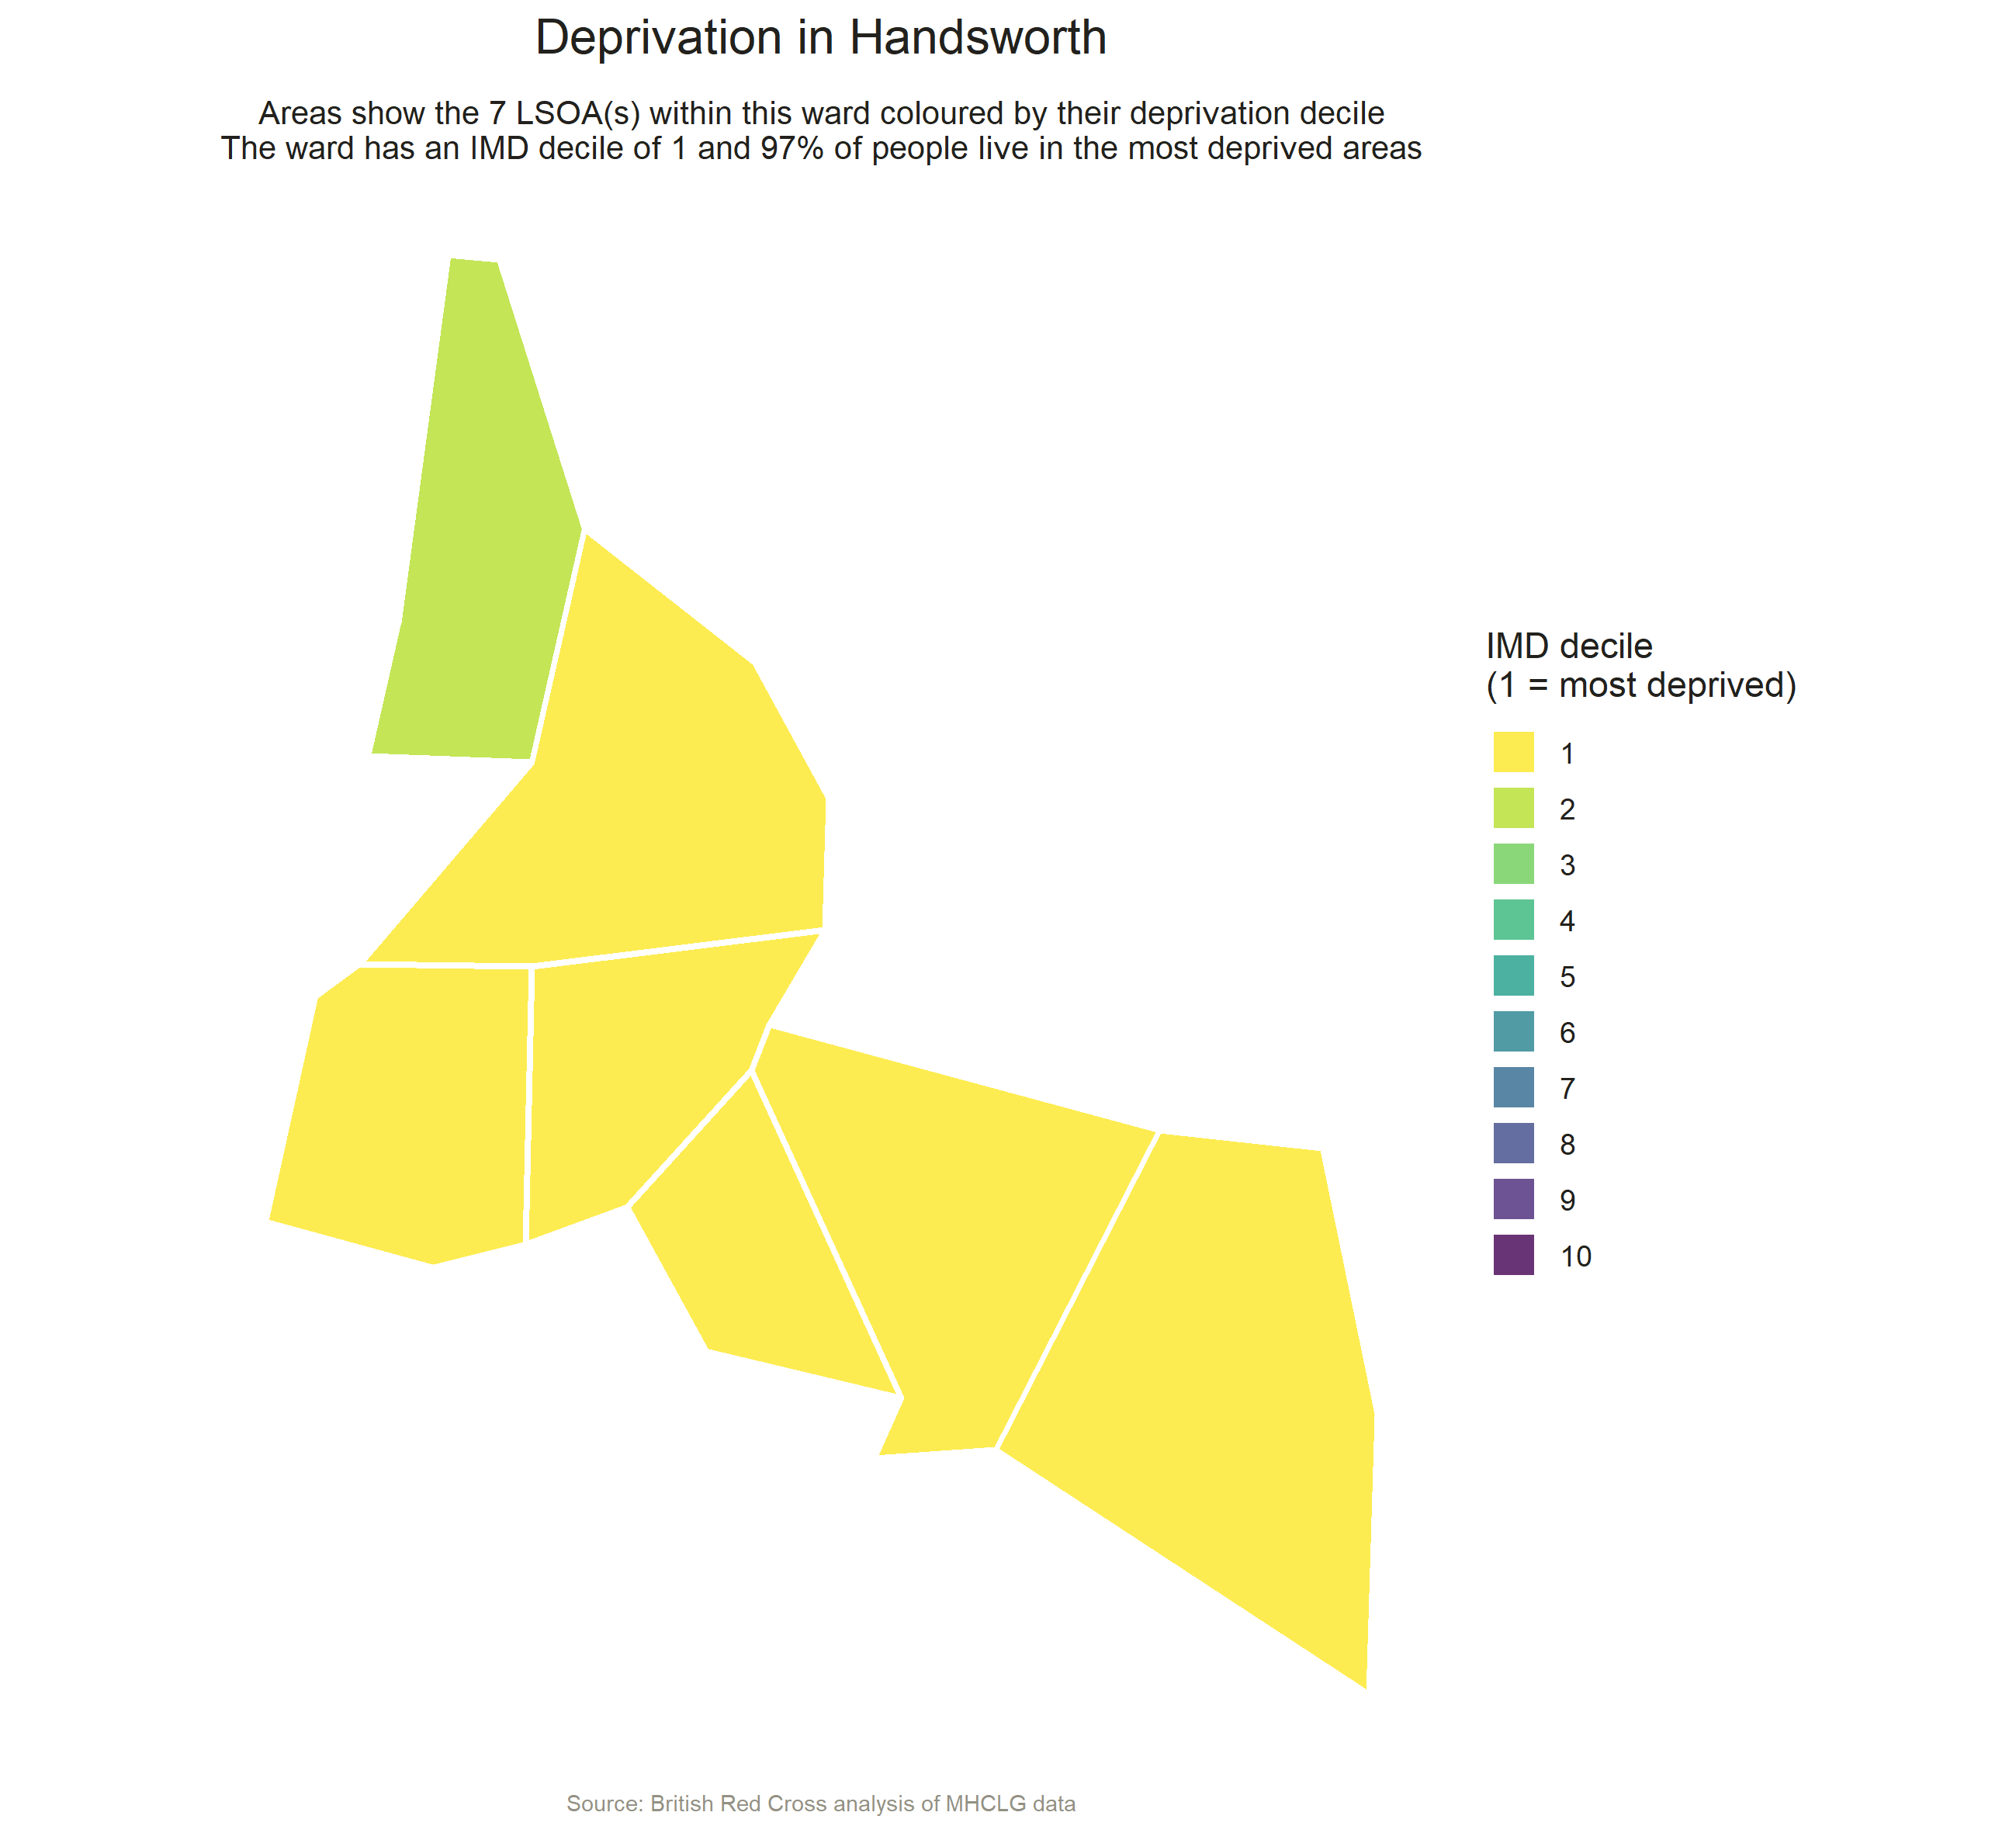 Deprivation in Handsworth
Areas show the 7 LSOA(s) within this ward coloured by their deprivation decile
The ward has an IMD decile of 1 and 97% of people live in the most deprived areas
IMD decile
(1 = most deprived)
1
2
3
4
5
6
7
8
9
10
Source: British Red Cross analysis of MHCLG data